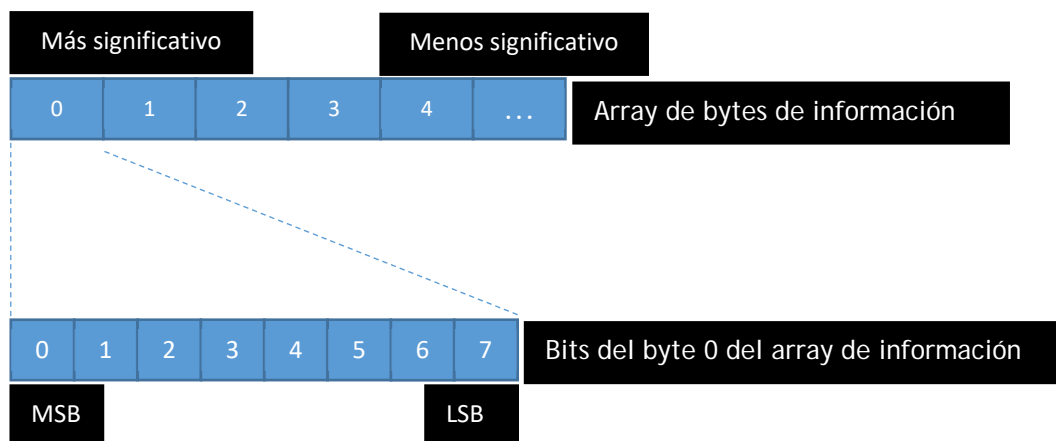 Más significativo Menos significativo
0 1 2 3 4 ... Array de bytes de información
0 1 2 3 4 5 6 7 Bits del byte 0 del array de información
MSB LSB